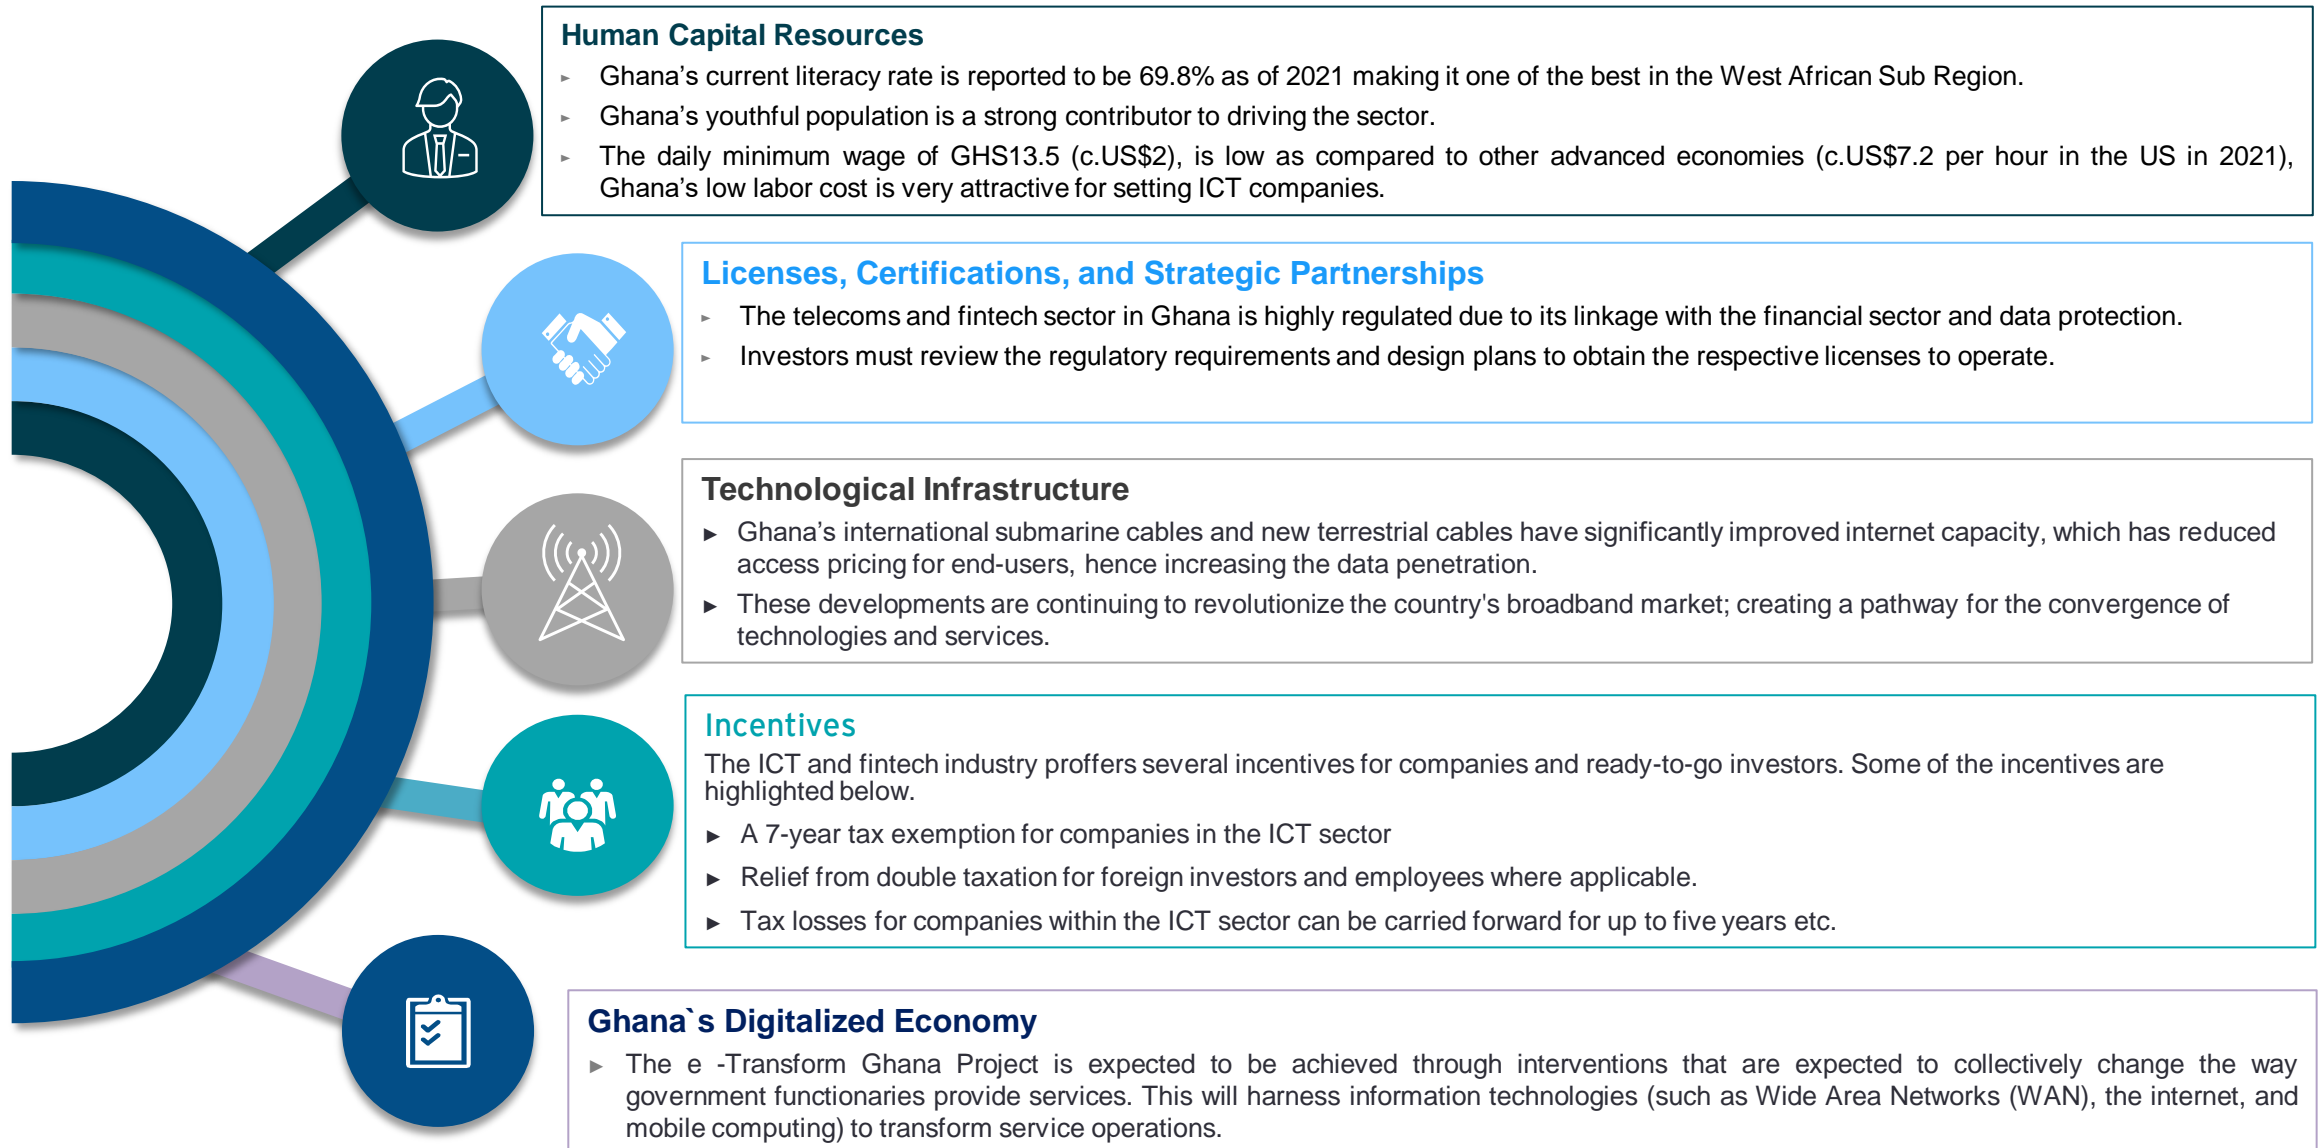 Human Capital Resources
► Ghana’s current literacy rate is reported to be 69.8% as of 2021 making it one of the best in the West African Sub Region.
► Ghana’s youthful population is a strong contributor to driving the sector.
► The daily minimum wage of GHS13.5 (c.US$2), is low as compared to other advanced economies (c.US$7.2 per hour in the US in 2021),
Ghana’s low labor cost is very attractive for setting ICT companies.
Licenses, Certifications, and Strategic Partnerships
► The telecoms and fintech sector in Ghana is highly regulated due to its linkage with the financial sector and data protection.
► Investors must review the regulatory requirements and design plans to obtain the respective licenses to operate.
Technological Infrastructure
► Ghana’s international submarine cables and new terrestrial cables have significantly improved internet capacity, which has reduced
access pricing for end-users, hence increasing the data penetration.
► These developments are continuing to revolutionize the country's broadband market; creating a pathway for the convergence of
technologies and services.
Incentives
The ICT and fintech industry proffers several incentives for companies and ready-to-go investors. Some of the incentives are
highlighted below.
► A 7-year tax exemption for companies in the ICT sector
► Relief from double taxation for foreign investors and employees where applicable.
► Tax losses for companies within the ICT sector can be carried forward for up to five years etc.
Ghana`s Digitalized Economy
► The e -Transform Ghana Project is expected to be achieved through interventions that are expected to collectively change the way
government functionaries provide services. This will harness information technologies (such as Wide Area Networks (WAN), the internet, and
mobile computing) to transform service operations.